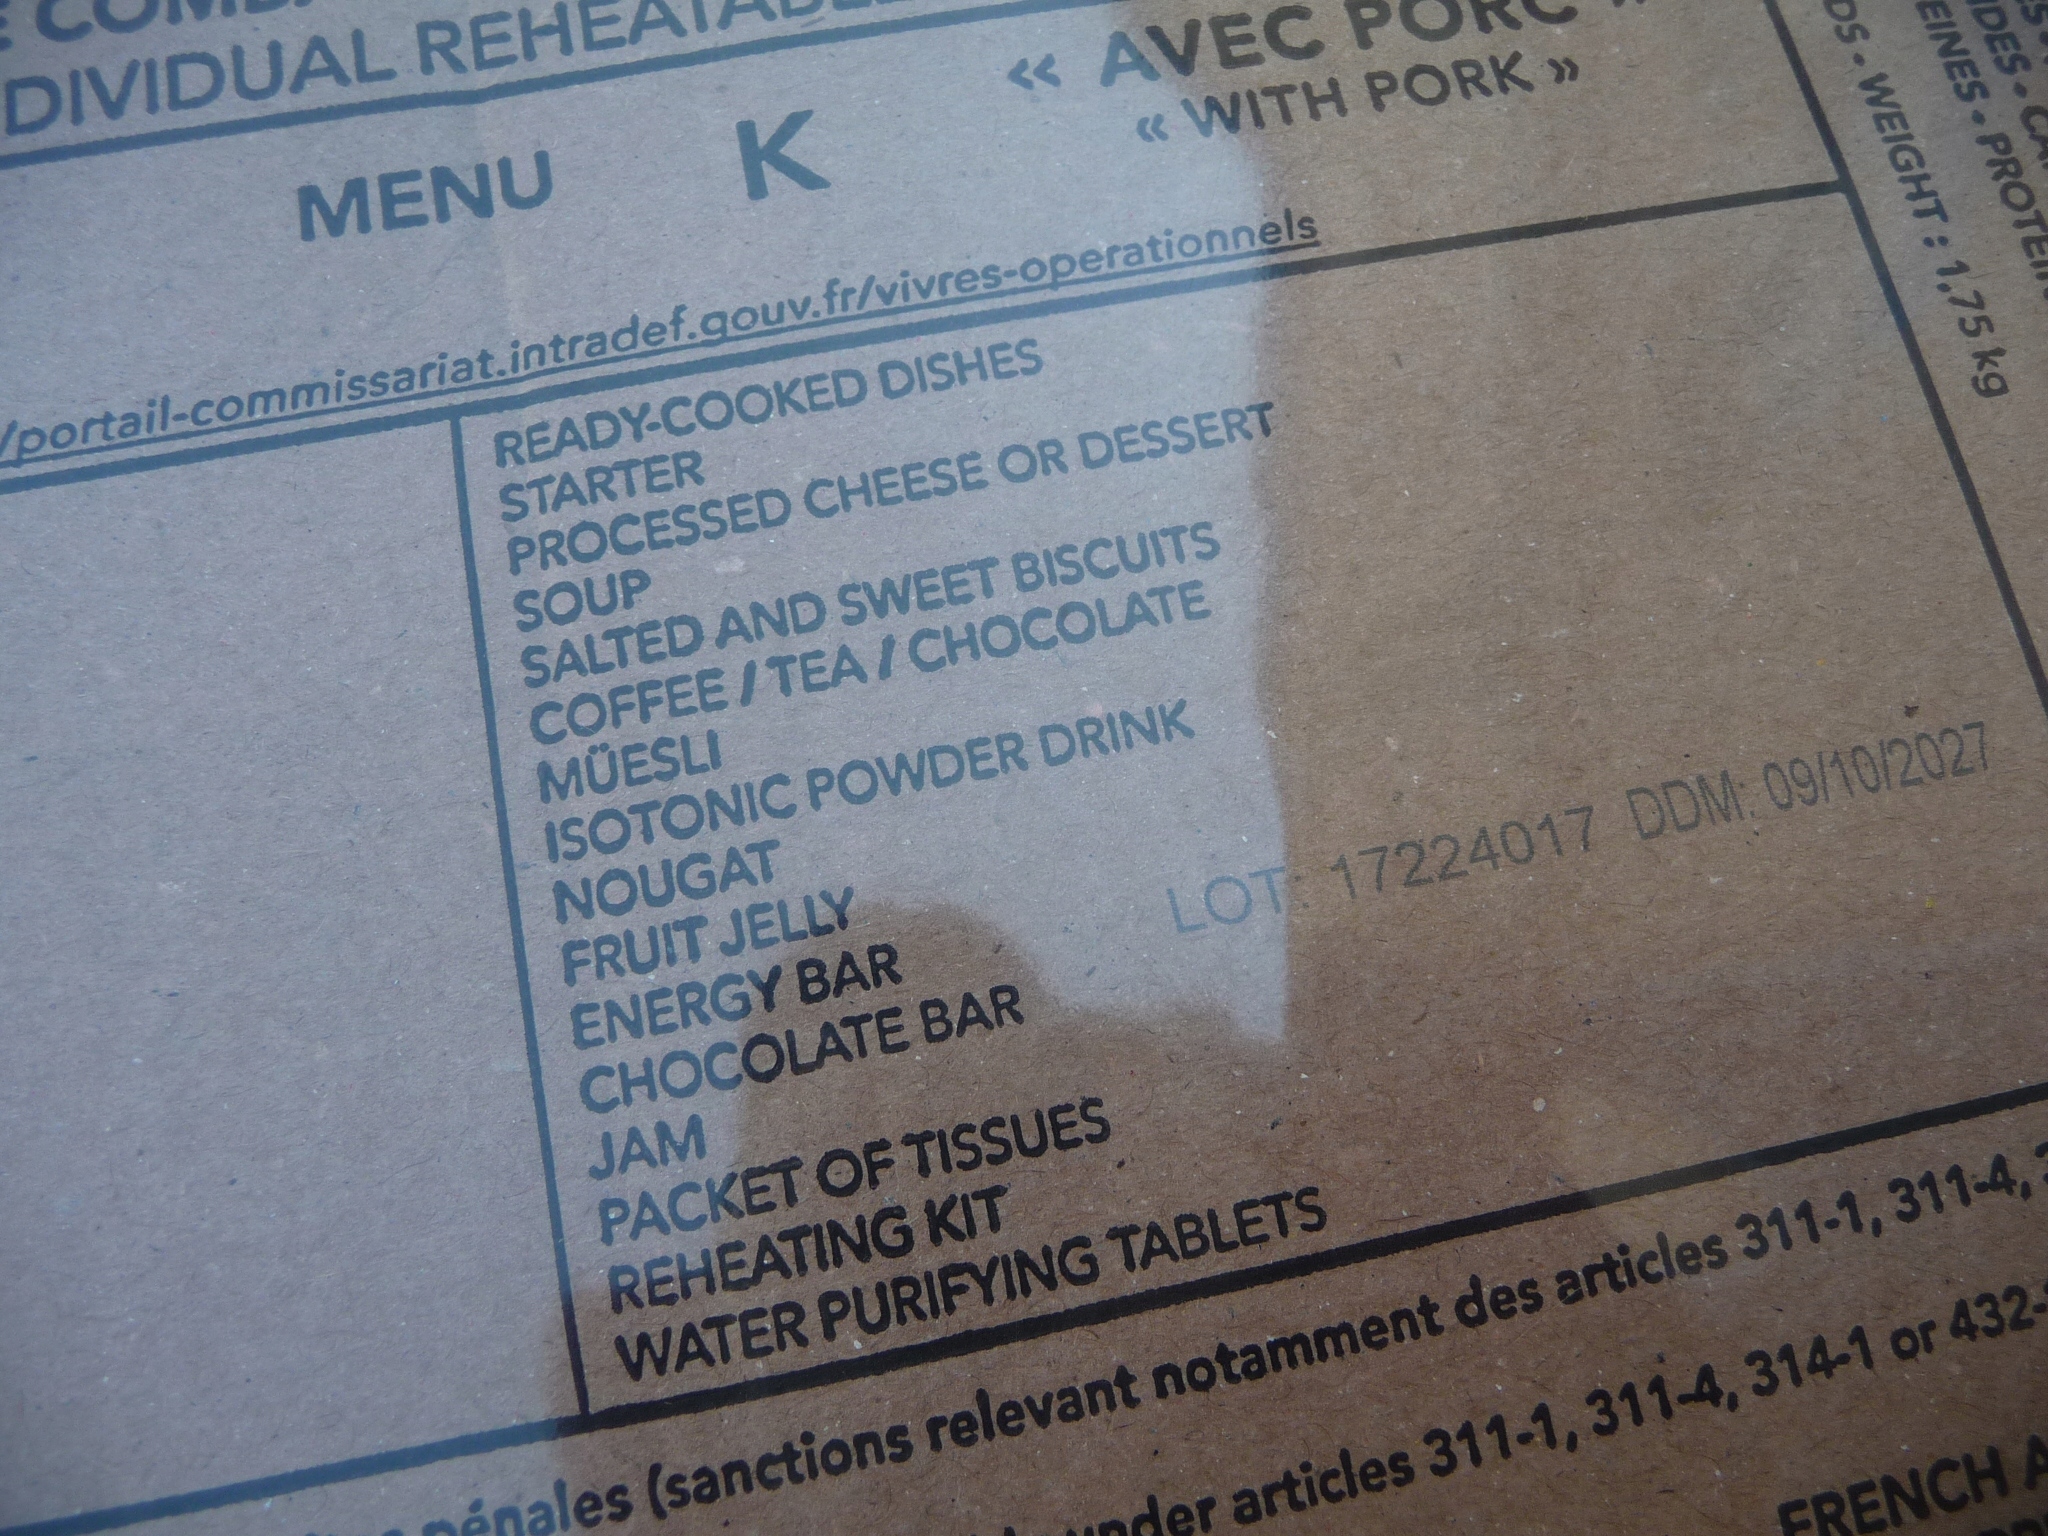 INDIVIDUAL REHEATABLE
MENU K « AVEC PORC »
« WITH PORK »
/portail-commissariat.intradef.gouv.fr/vivres-operationnels
READY-COOKED DISHES
STARTER
PROCESSED CHEESE OR DESSERT
SOUP
SALTED AND SWEET BISCUITS
COFFEE / TEA / CHOCOLATE
MÜESLI
ISOTONIC POWDER DRINK
NOUGAT
FRUIT JELLY
ENERGY BAR
CHOCOLATE BAR
JAM
PACKET OF TISSUES
REHEATING KIT
WATER PURIFYING TABLETS
LOT: 17224017 DDM: 09/10/2027
pénales (sanctions relevant notamment des articles 311-1, 311-4,
under articles 311-1, 311-4, 314-1 or 432-
FRENCH
- WEIGHT : 1,75 kg